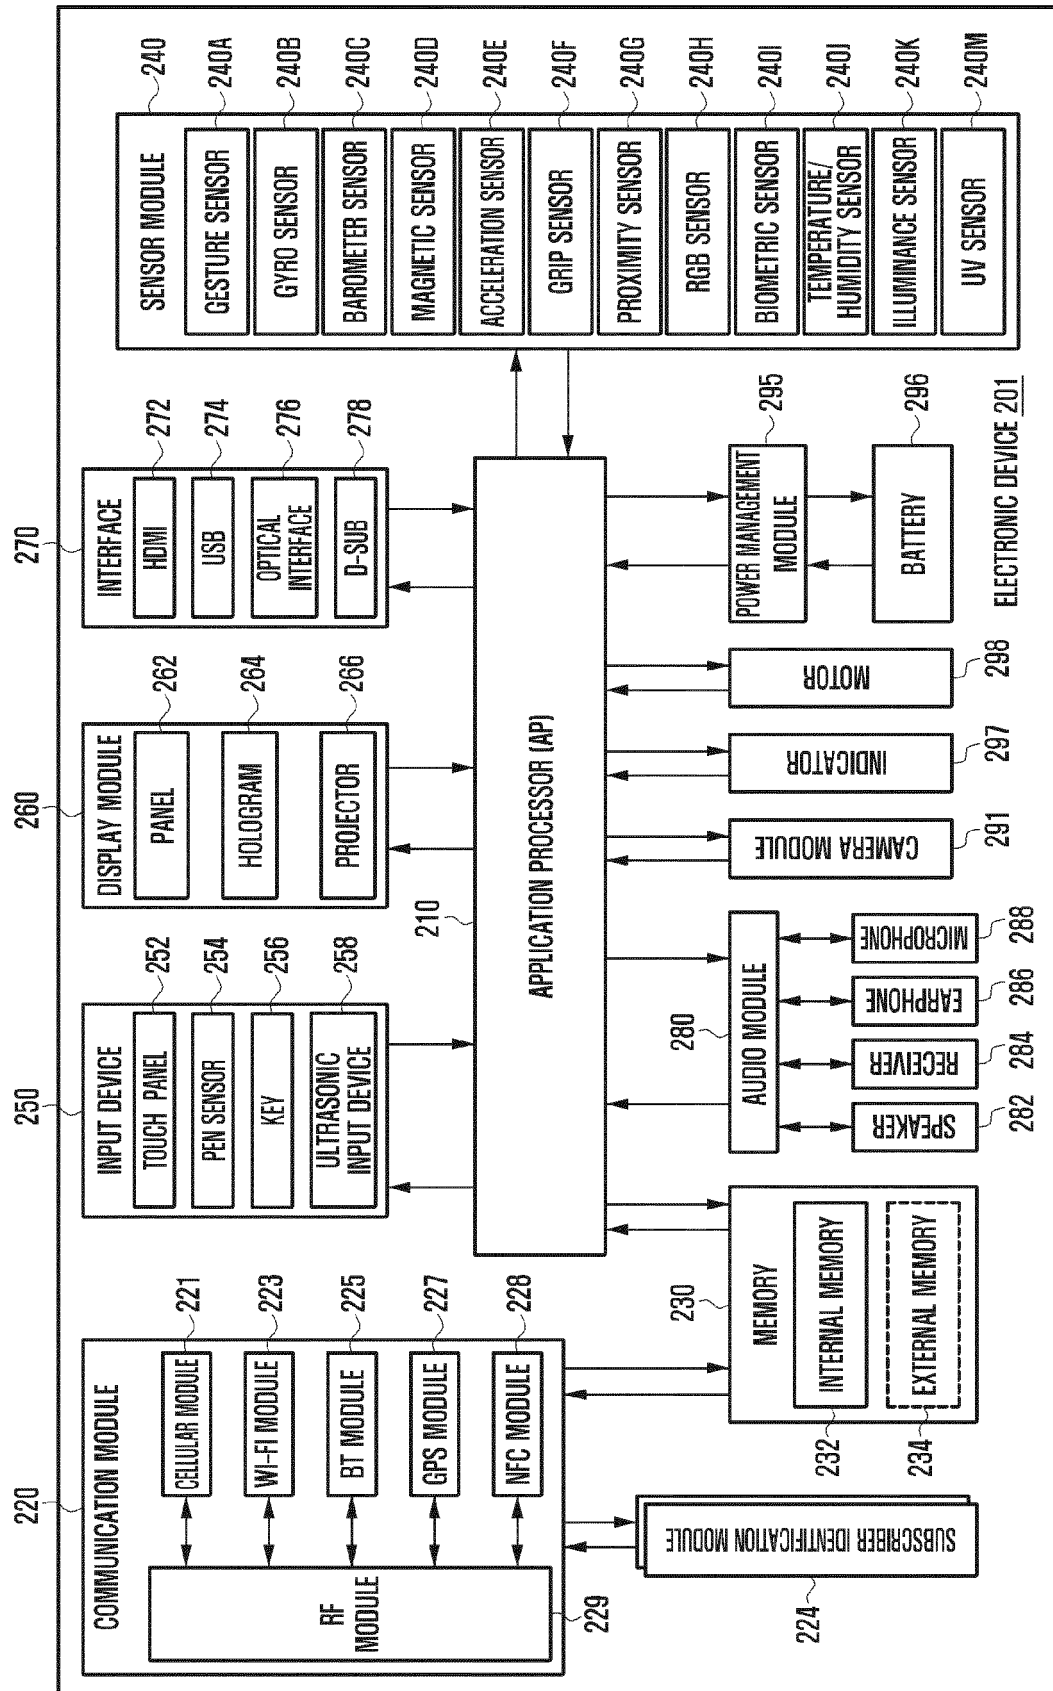 ELECTRONIC DEVICE 201
220
COMMUNICATION MODULE
CELLULAR MODULE
221
WI-FI MODULE
223
BT MODULE
225
GPS MODULE
227
NFC MODULE
228
RF
MODULE
229
SUBSCRIBER IDENTIFICATION MODULE
224
250
INPUT DEVICE
TOUCH PANEL
252
PEN SENSOR
254
KEY
256
ULTRASONIC
INPUT DEVICE
258
260
DISPLAY MODULE
PANEL
262
HOLOGRAM
264
PROJECTOR
266
270
INTERFACE
HDMI
272
USB
274
OPTICAL
INTERFACE
276
D-SUB
278
240
SENSOR MODULE
GESTURE SENSOR
240A
GYRO SENSOR
240B
BAROMETER SENSOR
240C
MAGNETIC SENSOR
240D
ACCELERATION SENSOR
240E
GRIP SENSOR
240F
PROXIMITY SENSOR
240G
RGB SENSOR
240H
BIOMETRIC SENSOR
240I
TEMPERATURE/
HUMIDITY SENSOR
240J
ILLUMINANCE SENSOR
240K
UV SENSOR
240M
210
APPLICATION PROCESSOR (AP)
230
MEMORY
INTERNAL MEMORY
232
EXTERNAL MEMORY
234
280
AUDIO MODULE
SPEAKER
282
RECEIVER
284
EARPHONE
286
MICROPHONE
288
CAMERA MODULE
291
INDICATOR
297
MOTOR
298
POWER MANAGEMENT
MODULE
295
BATTERY
296